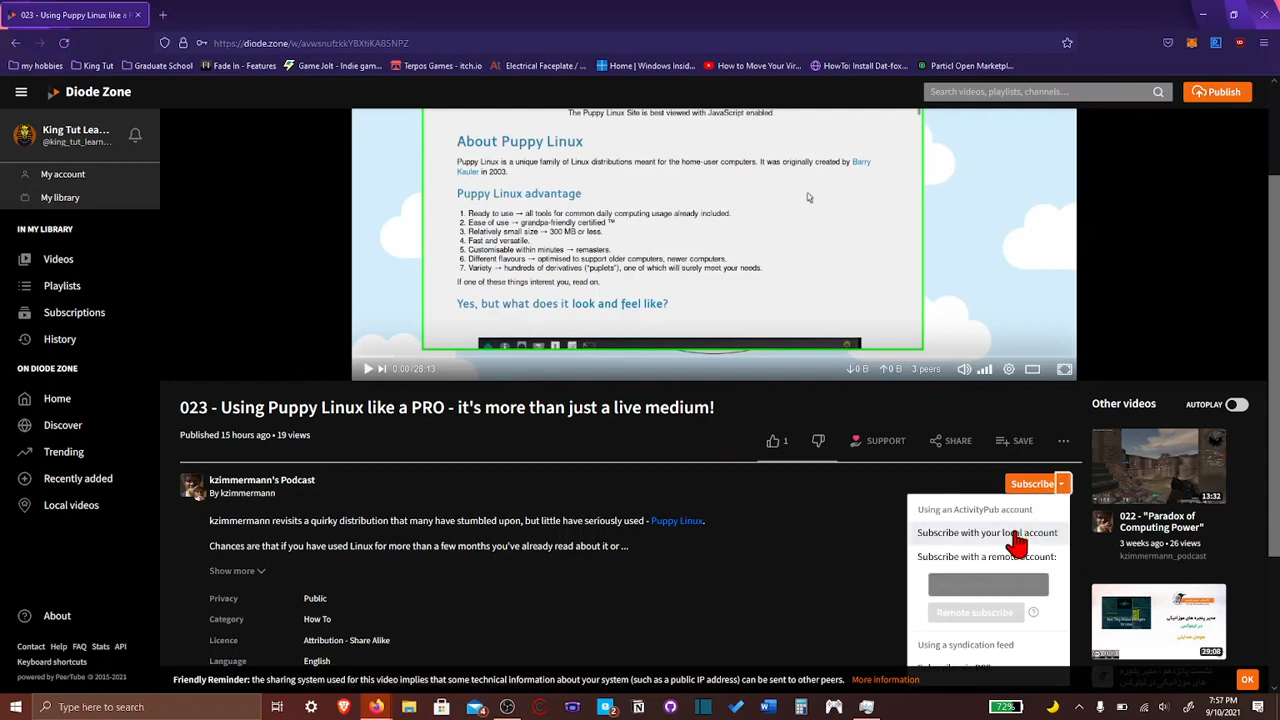 023 - Using Puppy Linux like a P
https://diode.zone/w/awvsnufzkkYBXtiKA8SNPZ
my hobbies
King Tut
Graduate School
Fade In - Features
Game Jolt - Indie gam...
Terpos Games - itch.io
Electrical Faceplate / ...
Home | Windows Insid...
How to Move Your Vir...
HowTo: Install Dat-fox...
Particl Open Marketpl...
Diode Zone
Search videos, playlists, channels...
Publish
King Tut Lea...
@king_tut_learn...
My account
My library
IN MY LIBRARY
Videos
Playlists
Subscriptions
History
ON DIODE ZONE
Home
Discover
Trending
Recently added
Local videos
About
Contact Help FAQ Stats API
Keyboard shortcuts
powered by PeerTube © 2015-2021
The Puppy Linux Site is best viewed with JavaScript enabled
About Puppy Linux
Puppy Linux is a unique family of Linux distributions meant for the home-user computers. It was originally created by Barry
Kauler in 2003.
Puppy Linux advantage
1. Ready to use → all tools for common daily computing usage already included.
2. Ease of use → grandpa-friendly certified ™
3. Relatively small size → 300 MB or less.
4. Fast and versatile.
5. Customisable within minutes → remasters.
6. Different flavours → optimised to support older computers, newer computers.
7. Variety → hundreds of derivatives ("puplets"), one of which will surely meet your needs.
If one of these things interest you, read on.
Yes, but what does it look and feel like?
0:00 / 28:13
0 B
0 B
3 peers
023 - Using Puppy Linux like a PRO - it's more than just a live medium!
Published 15 hours ago • 19 views
1
SUPPORT
SHARE
SAVE
kzimmermann's Podcast
By kzimmermann
Subscribe
kzimmermann revisits a quirky distribution that many have stumbled upon, but little have seriously used - Puppy Linux.
Chances are that if you have used Linux for more than a few months you've already read about it or ...
Show more
Privacy Public
Category How To
Licence Attribution - Share Alike
Language English
Using an ActivityPub account
Subscribe with your local account
Subscribe with a remote account:
Remote subscribe
Using a syndication feed
Other videos
AUTOPLAY
13:32
022 - "Paradox of
Computing Power"
3 weeks ago • 26 views
kzimmermann_podcast
29:08
Friendly Reminder: the sharing system used for this video implies that some technical information about your system (such as a public IP address) can be sent to other peers. More information
OK
Type here to search
72%
7:57 PM
9/10/2021